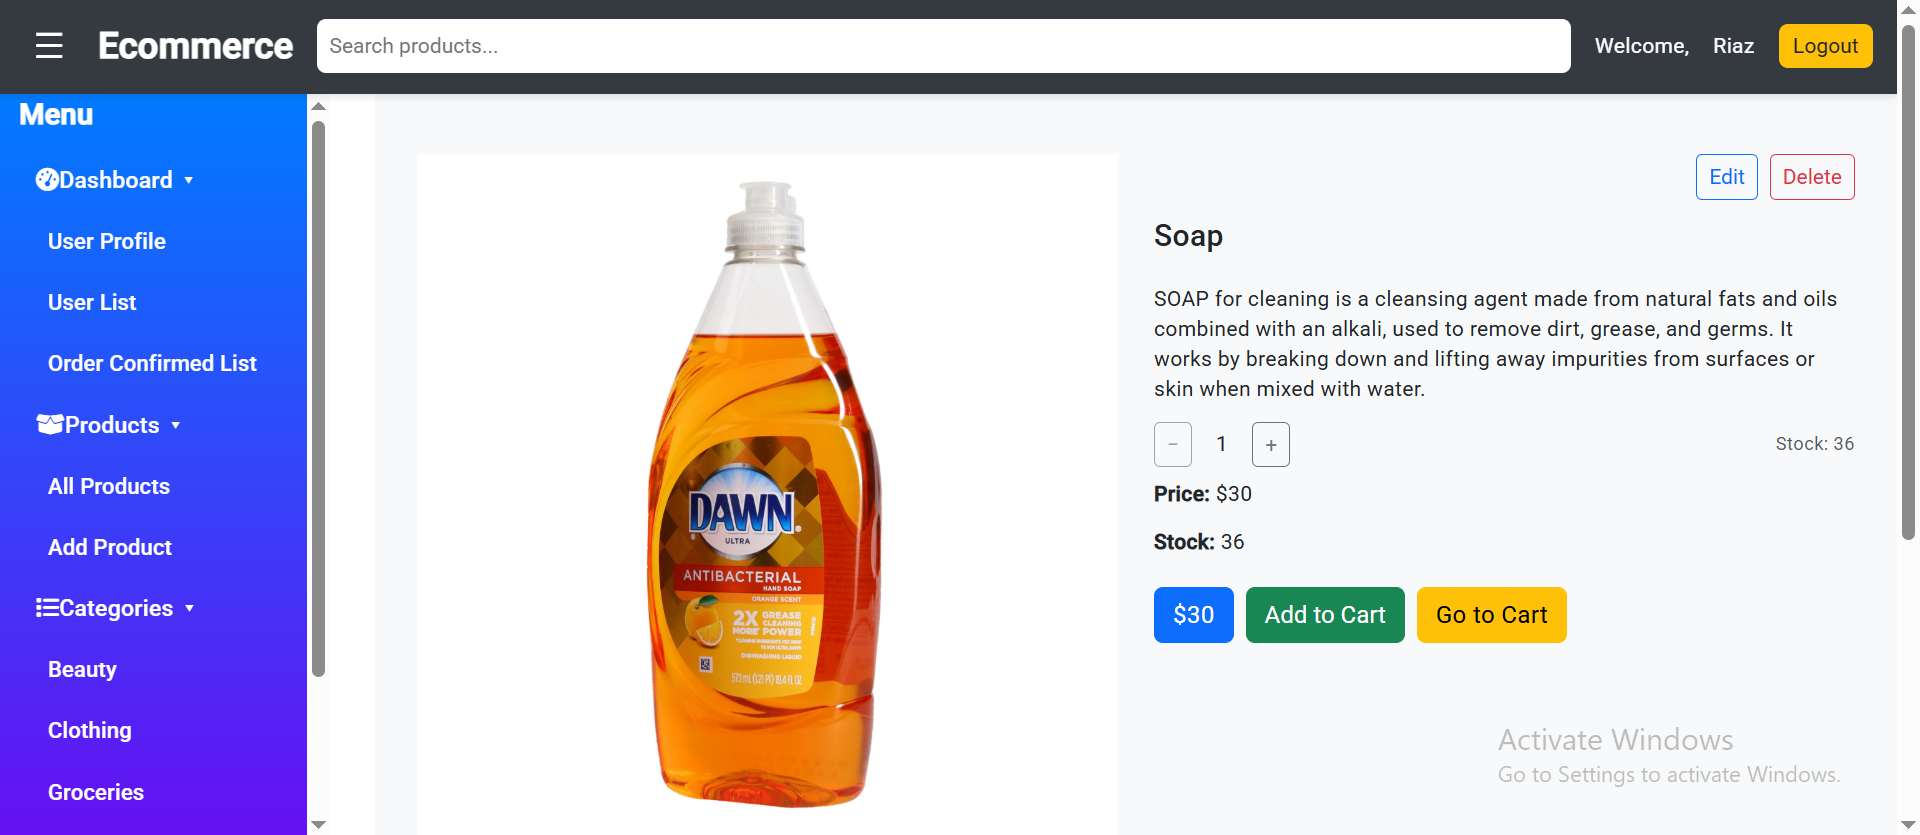 ☰ Ecommerce Search products... Welcome, Riaz Logout
Menu
Dashboard ▾
User Profile
User List
Order Confirmed List
Products ▾
All Products
Add Product
Categories ▾
Beauty
Clothing
Groceries
DAWN
ULTRA
ANTIBACTERIAL
HAND SOAP
ORANGE SCENT
2X GREASE
CLEANING
MORE* POWER
DISHWASHING LIQUID
573 mL (1.21 PT) 19.4 FL OZ
Edit Delete
Soap
SOAP for cleaning is a cleansing agent made from natural fats and oils
combined with an alkali, used to remove dirt, grease, and germs. It
works by breaking down and lifting away impurities from surfaces or
skin when mixed with water.
− 1 + Stock: 36
Price: $30
Stock: 36
$30 Add to Cart Go to Cart
Activate Windows
Go to Settings to activate Windows.